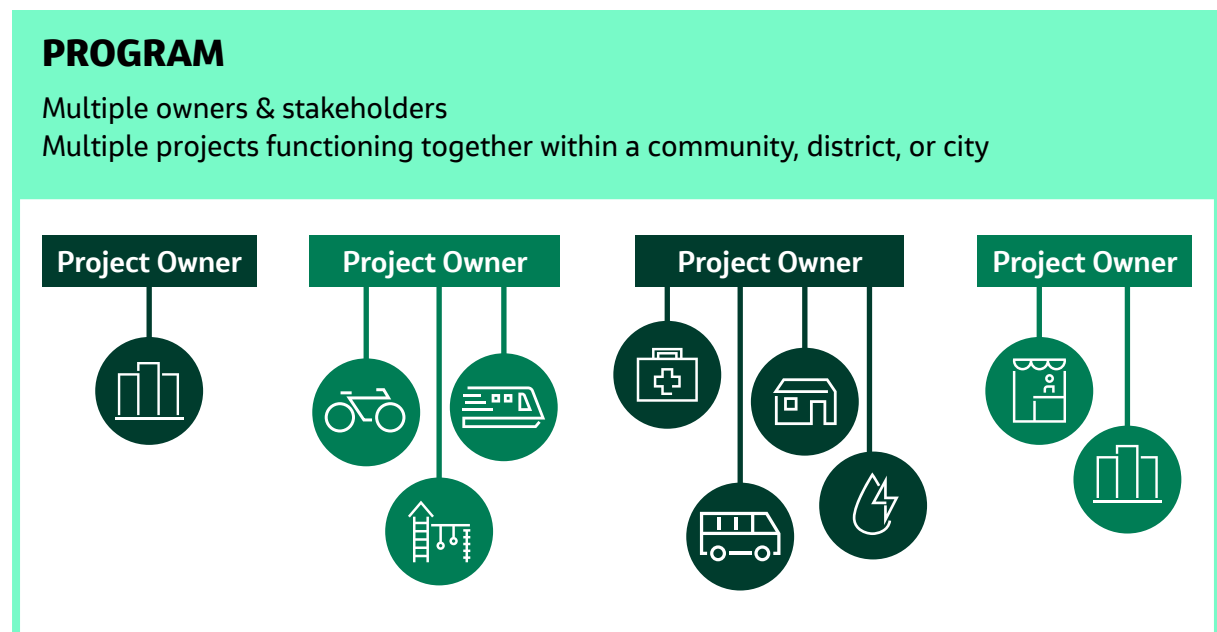 PROGRAM
Multiple owners & stakeholders
Multiple projects functioning together within a community, district, or city
Project Owner
Project Owner
Project Owner
Project Owner